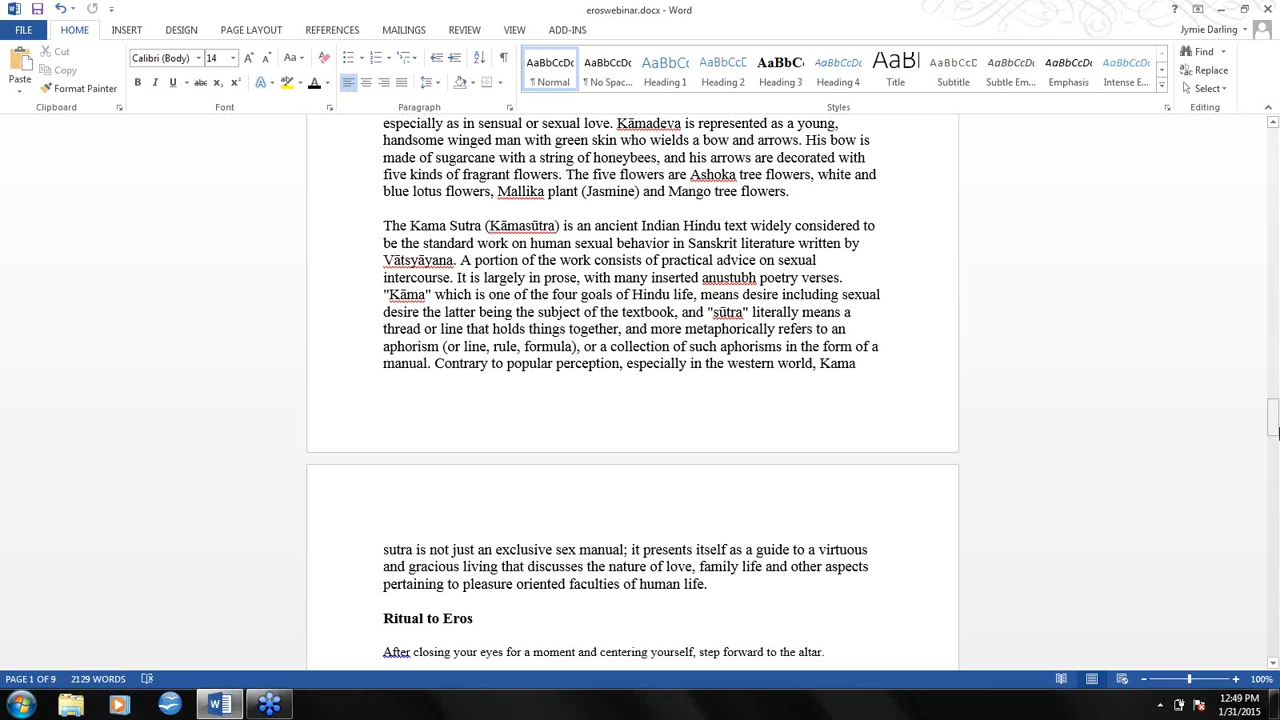 eroswebinar.docx - Word
FILE HOME INSERT DESIGN PAGE LAYOUT REFERENCES MAILINGS REVIEW VIEW ADD-INS Jymie Darling
Paste
Cut
Copy
Format Painter
Calibri (Body) 14
AaBbCcDc AaBbCcDc AaBbC( AaBbCcDc AaBbC AaBbCcDc AaBI AaBbCcDc AaBbCcDc AaBbCcDc AaBbCcDc
¶ Normal ¶ No Spac... Heading 1 Heading 2 Heading 3 Heading 4 Title Subtitle Subtle Em... Emphasis Intense E...
Find
Replace
Select
Clipboard Font Paragraph Styles Editing
especially as in sensual or sexual love. Kāmadeva is represented as a young,
handsome winged man with green skin who wields a bow and arrows. His bow is
made of sugarcane with a string of honeybees, and his arrows are decorated with
five kinds of fragrant flowers. The five flowers are Ashoka tree flowers, white and
blue lotus flowers, Mallika plant (Jasmine) and Mango tree flowers.
The Kama Sutra (Kāmasūtra) is an ancient Indian Hindu text widely considered to
be the standard work on human sexual behavior in Sanskrit literature written by
Vātsyāyana. A portion of the work consists of practical advice on sexual
intercourse. It is largely in prose, with many inserted anustubh poetry verses.
"Kāma" which is one of the four goals of Hindu life, means desire including sexual
desire the latter being the subject of the textbook, and "sūtra" literally means a
thread or line that holds things together, and more metaphorically refers to an
aphorism (or line, rule, formula), or a collection of such aphorisms in the form of a
manual. Contrary to popular perception, especially in the western world, Kama
sutra is not just an exclusive sex manual; it presents itself as a guide to a virtuous
and gracious living that discusses the nature of love, family life and other aspects
pertaining to pleasure oriented faculties of human life.
Ritual to Eros
After closing your eyes for a moment and centering yourself, step forward to the altar.
PAGE 1 OF 9 2129 WORDS 100%
12:49 PM
1/31/2015